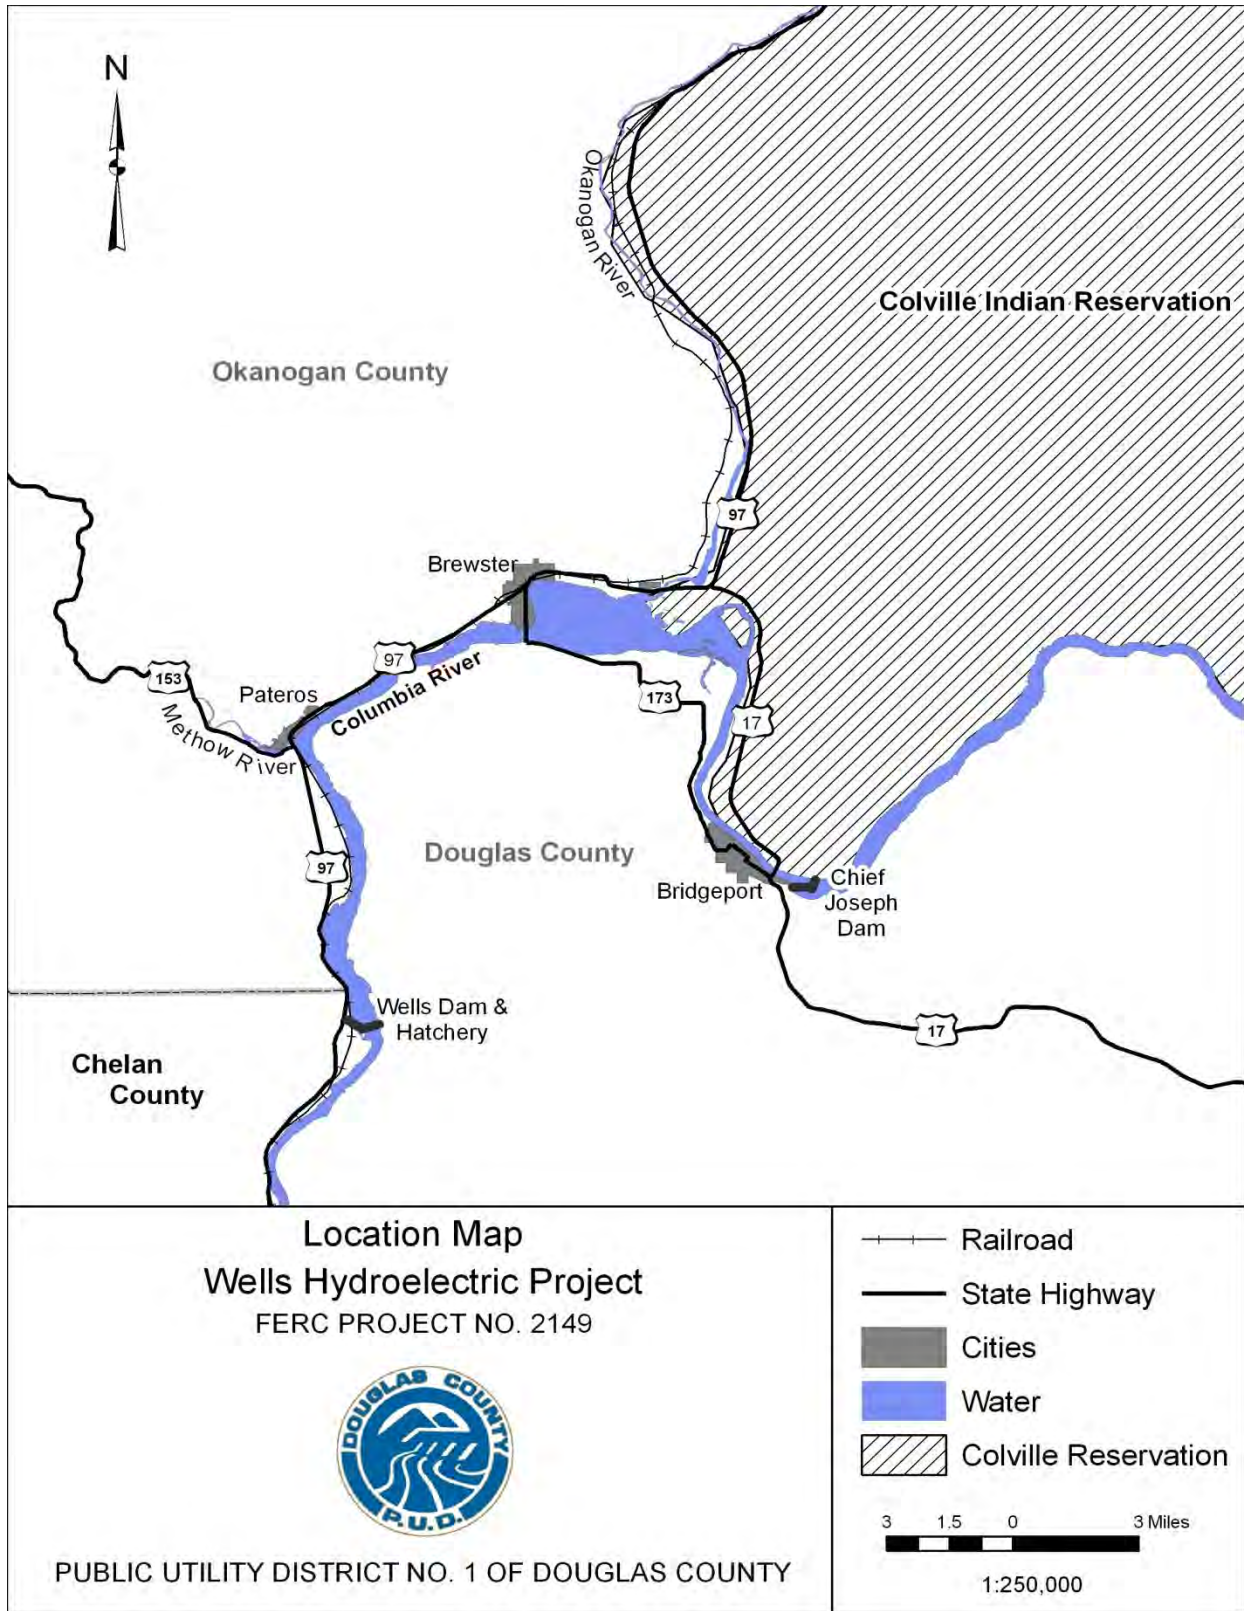 N
Okanogan River
Colville Indian Reservation
Okanogan County
97
Brewster
97
153
Pateros
Columbia River
173
17
Methow River
97
Douglas County
Bridgeport
Chief
Joseph
Dam
Wells Dam &
Hatchery
17
Chelan
County
Location Map
Wells Hydroelectric Project
FERC PROJECT NO. 2149
DOUGLAS COUNTY
P.U.D.
PUBLIC UTILITY DISTRICT NO. 1 OF DOUGLAS COUNTY
Railroad
State Highway
Cities
Water
Colville Reservation
3 1.5 0 3 Miles
1:250,000